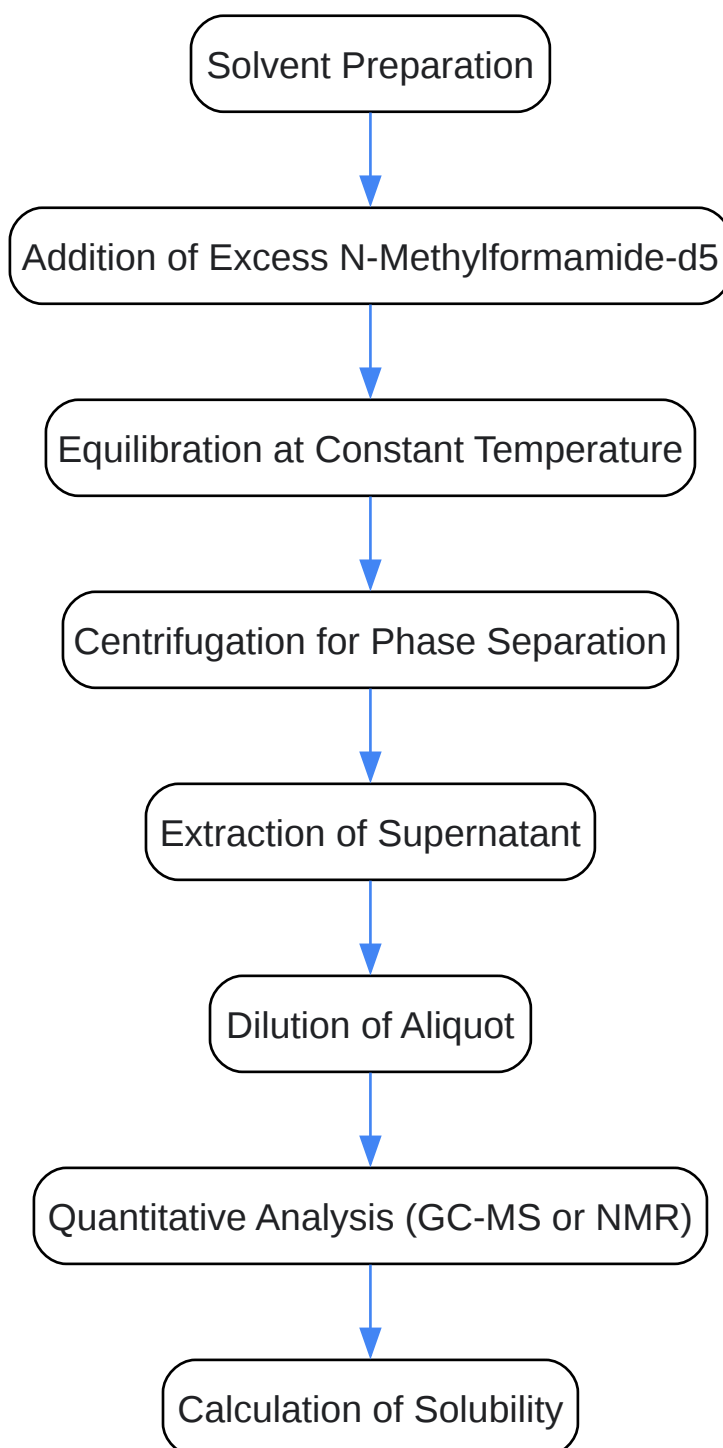 Solvent Preparation
Addition of Excess N-Methylformamide-d5
Equilibration at Constant Temperature
Centrifugation for Phase Separation
Extraction of Supernatant
Dilution of Aliquot
Quantitative Analysis (GC-MS or NMR)
Calculation of Solubility